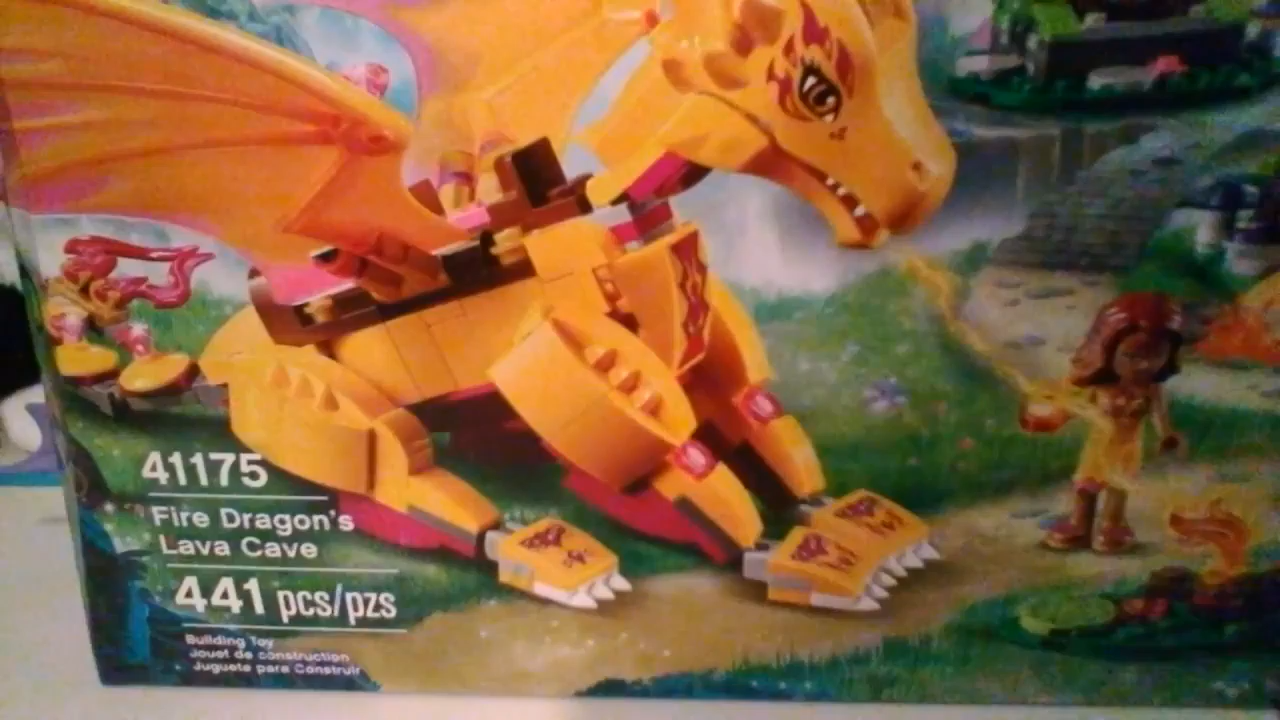 41175
Fire Dragon's
Lava Cave
441 pcs/pzs
Building Toy
Jouet de construction
Juguete para Construir